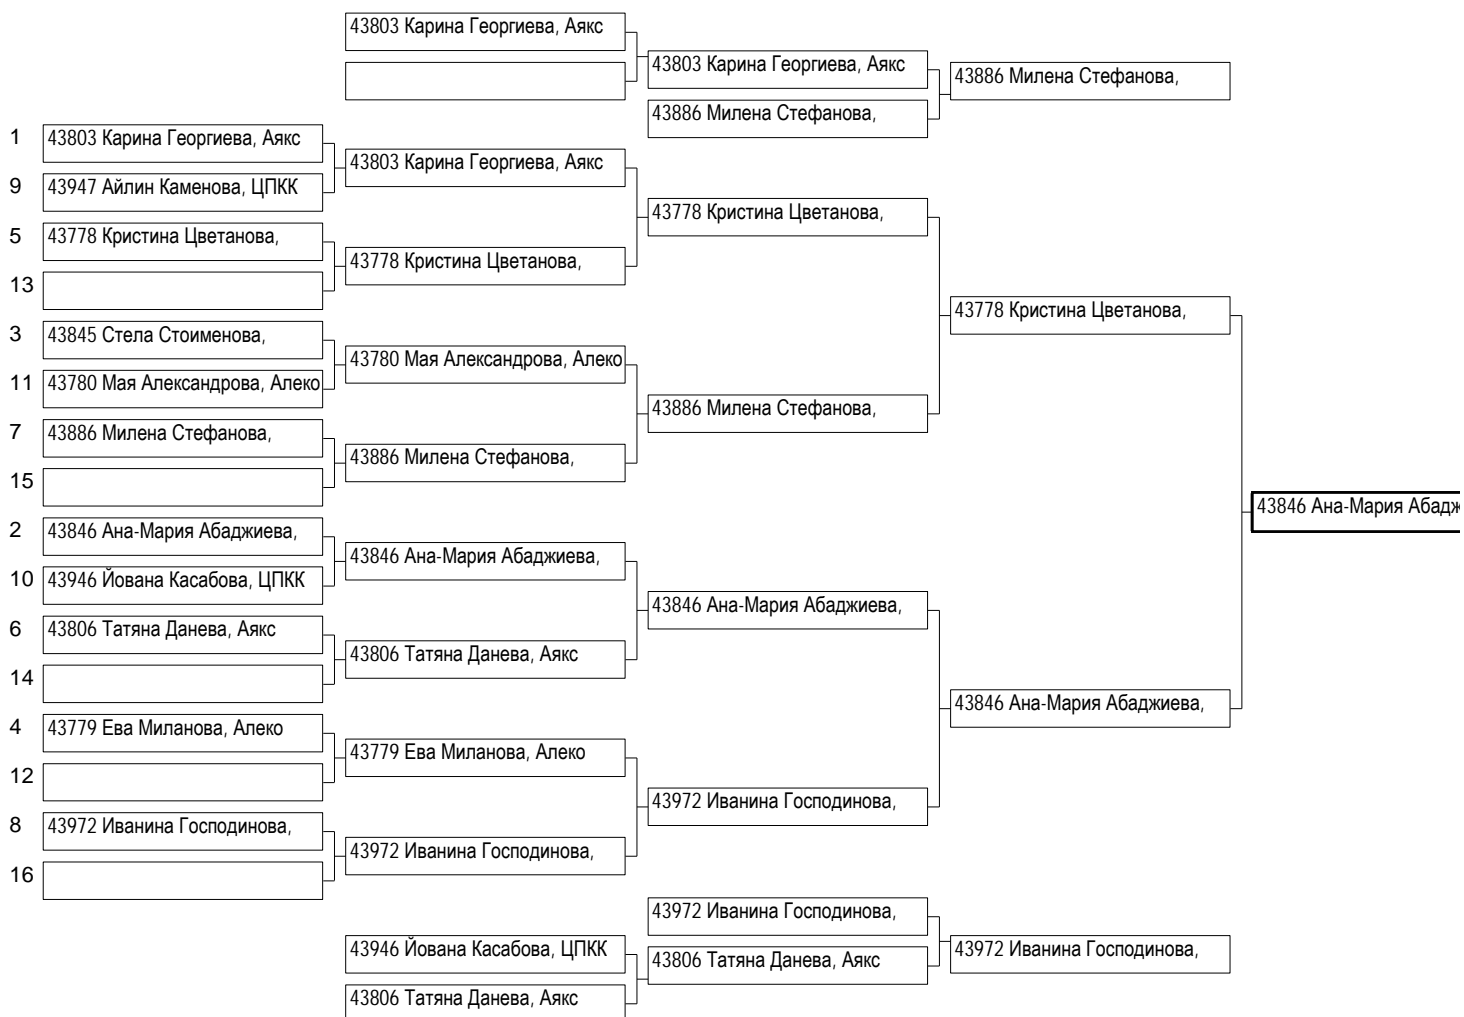 43803 Карина Георгиева, Аякс
43803 Карина Георгиева, Аякс
43886 Милена Стефанова,
43886 Милена Стефанова,
1 43803 Карина Георгиева, Аякс
43803 Карина Георгиева, Аякс
9 43947 Айлин Каменова, ЦПКК
43778 Кристина Цветанова,
5 43778 Кристина Цветанова,
43778 Кристина Цветанова,
13
43778 Кристина Цветанова,
3 43845 Стела Стоименова,
43780 Мая Александрова, Алеко
11 43780 Мая Александрова, Алеко
43886 Милена Стефанова,
7 43886 Милена Стефанова,
43886 Милена Стефанова,
15
43846 Ана-Мария Абадж
2 43846 Ана-Мария Абаджиева,
43846 Ана-Мария Абаджиева,
10 43946 Йована Касабова, ЦПКК
43846 Ана-Мария Абаджиева,
6 43806 Татяна Данева, Аякс
43806 Татяна Данева, Аякс
14
43846 Ана-Мария Абаджиева,
4 43779 Ева Миланова, Алеко
43779 Ева Миланова, Алеко
12
43972 Иванина Господинова,
8 43972 Иванина Господинова,
43972 Иванина Господинова,
16
43972 Иванина Господинова,
43946 Йована Касабова, ЦПКК
43806 Татяна Данева, Аякс
43972 Иванина Господинова,
43806 Татяна Данева, Аякс